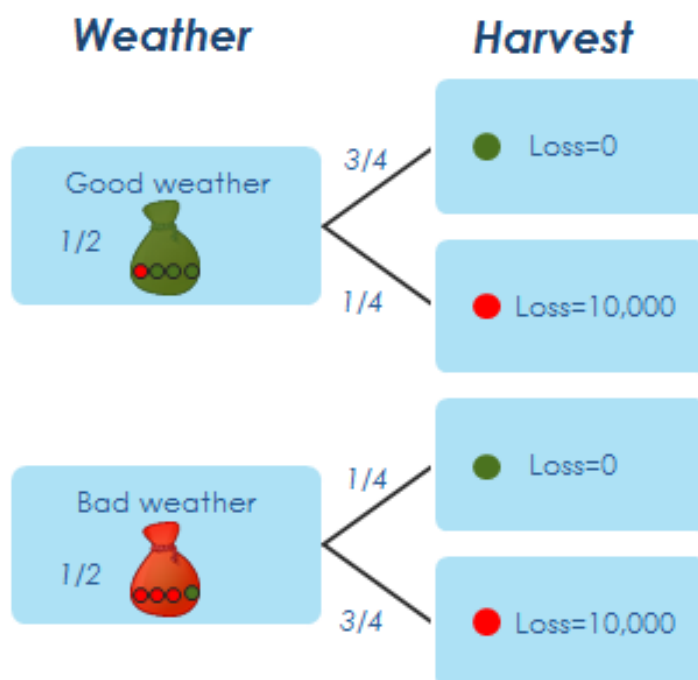 Weather
Harvest
Good weather
1/2
3/4
Loss=0
1/4
Loss=10,000
Bad weather
1/2
1/4
Loss=0
3/4
Loss=10,000